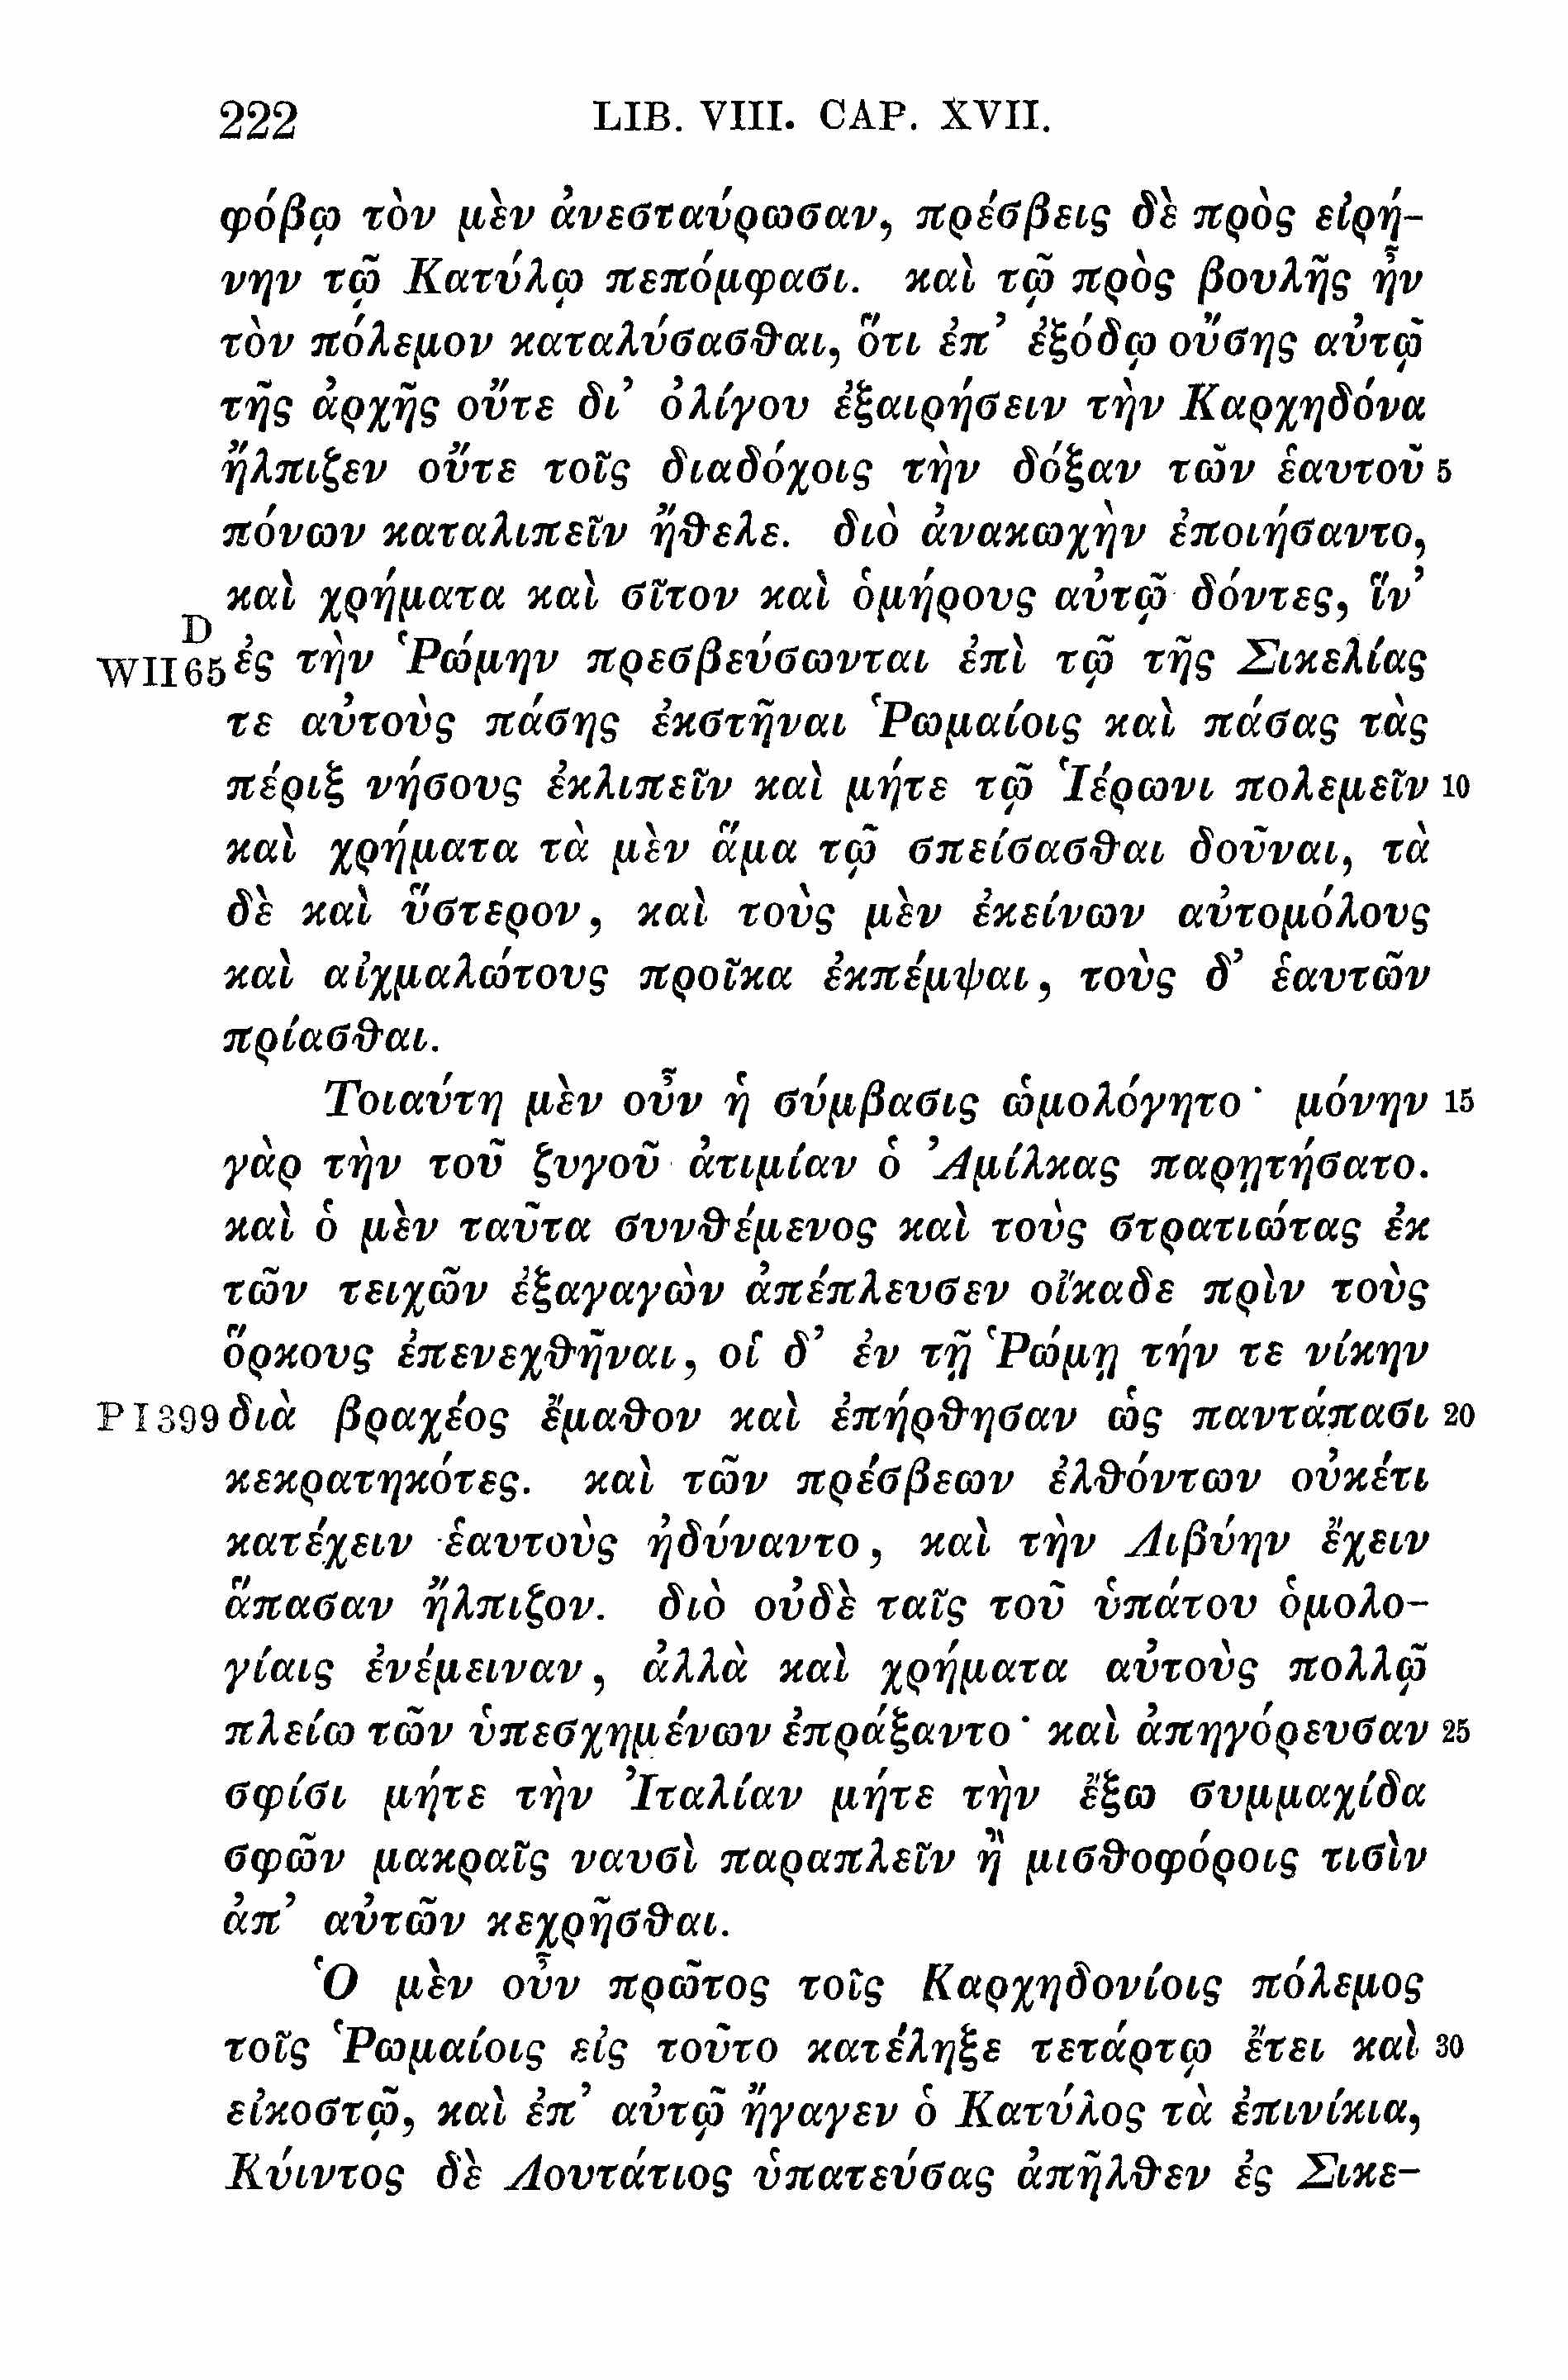 222 LIB. VIII. CAP. XVII.
φόβῳ τὸν μὲν ἀνεσταύρωσαν, πρέσβεις δὲ πρὸς εἰρή-
νην τῷ Κατύλῳ πεπόμφασι. καὶ τῷ πρὸς βουλῆς ἦν
τὸν πόλεμον καταλύσασθαι, ὅτι ἐπ’ ἐξόδῳ οὔσης αὐτῷ
τῆς ἀρχῆς οὔτε δι’ ὀλίγου ἐξαιρήσειν τὴν Καρχηδόνα
ἤλπιζεν οὔτε τοῖς διαδόχοις τὴν δόξαν τῶν ἑαυτοῦ 5
πόνων καταλιπεῖν ἤθελε. διὸ ἀνακωχὴν ἐποιήσαντο,
καὶ χρήματα καὶ σῖτον καὶ ὁμήρους αὐτῷ δόντες, ἵν’
D
WII65 ἐς τὴν Ῥώμην πρεσβεύσωνται ἐπὶ τῷ τῆς Σικελίας
τε αὐτοὺς πάσης ἐκστῆναι Ῥωμαίοις καὶ πάσας τὰς
πέριξ νήσους ἐκλιπεῖν καὶ μήτε τῷ Ἱέρωνι πολεμεῖν 10
καὶ χρήματα τὰ μὲν ἅμα τῷ σπείσασθαι δοῦναι, τὰ
δὲ καὶ ὕστερον, καὶ τοὺς μὲν ἐκείνων αὐτομόλους
καὶ αἰχμαλώτους προῖκα ἐκπέμψαι, τοὺς δ’ ἑαυτῶν
πρίασθαι.
Τοιαύτη μὲν οὖν ἡ σύμβασις ὡμολόγητο· μόνην 15
γὰρ τὴν τοῦ ζυγοῦ ἀτιμίαν ὁ Ἀμίλκας παρῃτήσατο.
καὶ ὁ μὲν ταῦτα συνθέμενος καὶ τοὺς στρατιώτας ἐκ
τῶν τειχῶν ἐξαγαγὼν ἀπέπλευσεν οἴκαδε πρὶν τοὺς
ὅρκους ἐπενεχθῆναι, οἱ δ’ ἐν τῇ Ῥώμῃ τήν τε νίκην
PI399 διὰ βραχέος ἔμαθον καὶ ἐπήρθησαν ὡς παντάπασι 20
κεκρατηκότες. καὶ τῶν πρέσβεων ἐλθόντων οὐκέτι
κατέχειν ἑαυτοὺς ἠδύναντο, καὶ τὴν Λιβύην ἔχειν
ἅπασαν ἤλπιζον. διὸ οὐδὲ ταῖς τοῦ ὑπάτου ὁμολο-
γίαις ἐνέμειναν, ἀλλὰ καὶ χρήματα αὐτοὺς πολλῷ
πλείω τῶν ὑπεσχημένων ἐπράξαντο· καὶ ἀπηγόρευσαν 25
σφίσι μήτε τὴν Ἰταλίαν μήτε τὴν ἔξω συμμαχίδα
σφῶν μακραῖς ναυσὶ παραπλεῖν ἢ μισθοφόροις τισὶν
ἀπ’ αὐτῶν κεχρῆσθαι.
Ὁ μὲν οὖν πρῶτος τοῖς Καρχηδονίοις πόλεμος
τοῖς Ῥωμαίοις εἰς τοῦτο κατέληξε τετάρτῳ ἔτει καὶ 30
εἰκοστῷ, καὶ ἐπ’ αὐτῷ ἤγαγεν ὁ Κατύλος τὰ ἐπινίκια,
Κύιντος δὲ Λουτάτιος ὑπατεύσας ἀπῆλθεν ἐς Σικε-